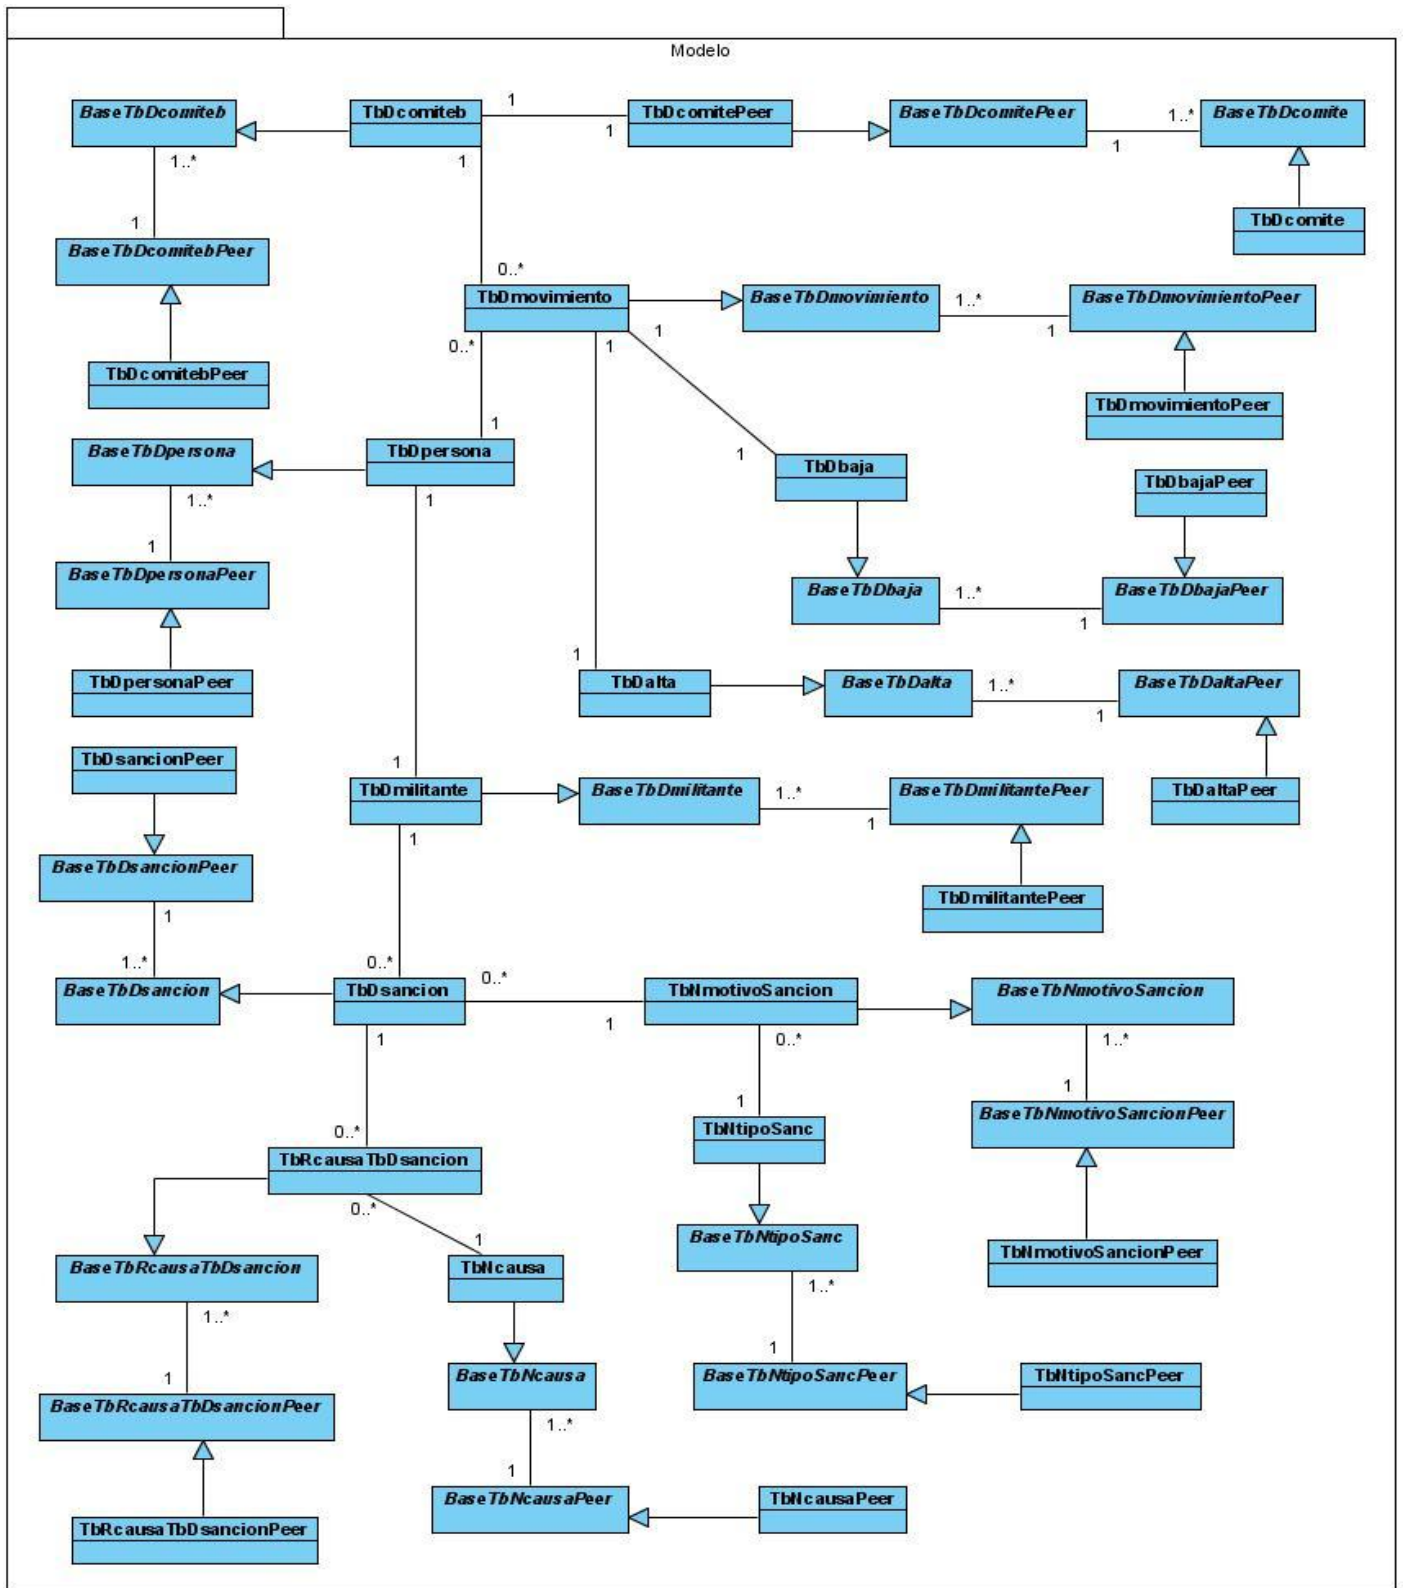 Modelo
BaseTbDcomiteb
TbDcomiteb
1
1
TbDcomitePeer
BaseTbDcomitePeer
1..*
1
BaseTbDcomite
1..*
1
1
BaseTbDcomitebPeer
TbDcomite
0..*
TbDmovimiento
BaseTbDmovimiento
1..*
1
BaseTbDmovimientoPeer
0..*
1
1
TbDcomitebPeer
TbDmovimientoPeer
1
BaseTbDpersona
TbDpersona
1
TbDbaja
TbDbajaPeer
1..*
1
1
BaseTbDpersonaPeer
BaseTbDbaja
1..*
1
BaseTbDbajaPeer
TbDpersonaPeer
1
TbDalta
BaseTbDalta
1..*
1
BaseTbDaltaPeer
TbDsancionPeer
1
TbDmilitante
BaseTbDmilitante
1..*
1
BaseTbDmilitantePeer
TbDaltaPeer
1
BaseTbDsancionPeer
TbDmilitantePeer
1
1..*
0..*
BaseTbDsancion
TbDsancion
0..*
1
TbNmotivoSancion
BaseTbNmotivoSancion
1
0..*
1..*
1
1
BaseTbNmotivoSancionPeer
TbNtipoSanc
0..*
TbRcausaTbDsancion
0..*
1
BaseTbNtipoSanc
TbNmotivoSancionPeer
BaseTbRcausaTbDsancion
TbNcausa
1..*
1..*
1
1
BaseTbNcausa
BaseTbNtipoSancPeer
TbNtipoSancPeer
BaseTbRcausaTbDsancionPeer
1..*
1
BaseTbNcausaPeer
TbNcausaPeer
TbRcausaTbDsancionPeer